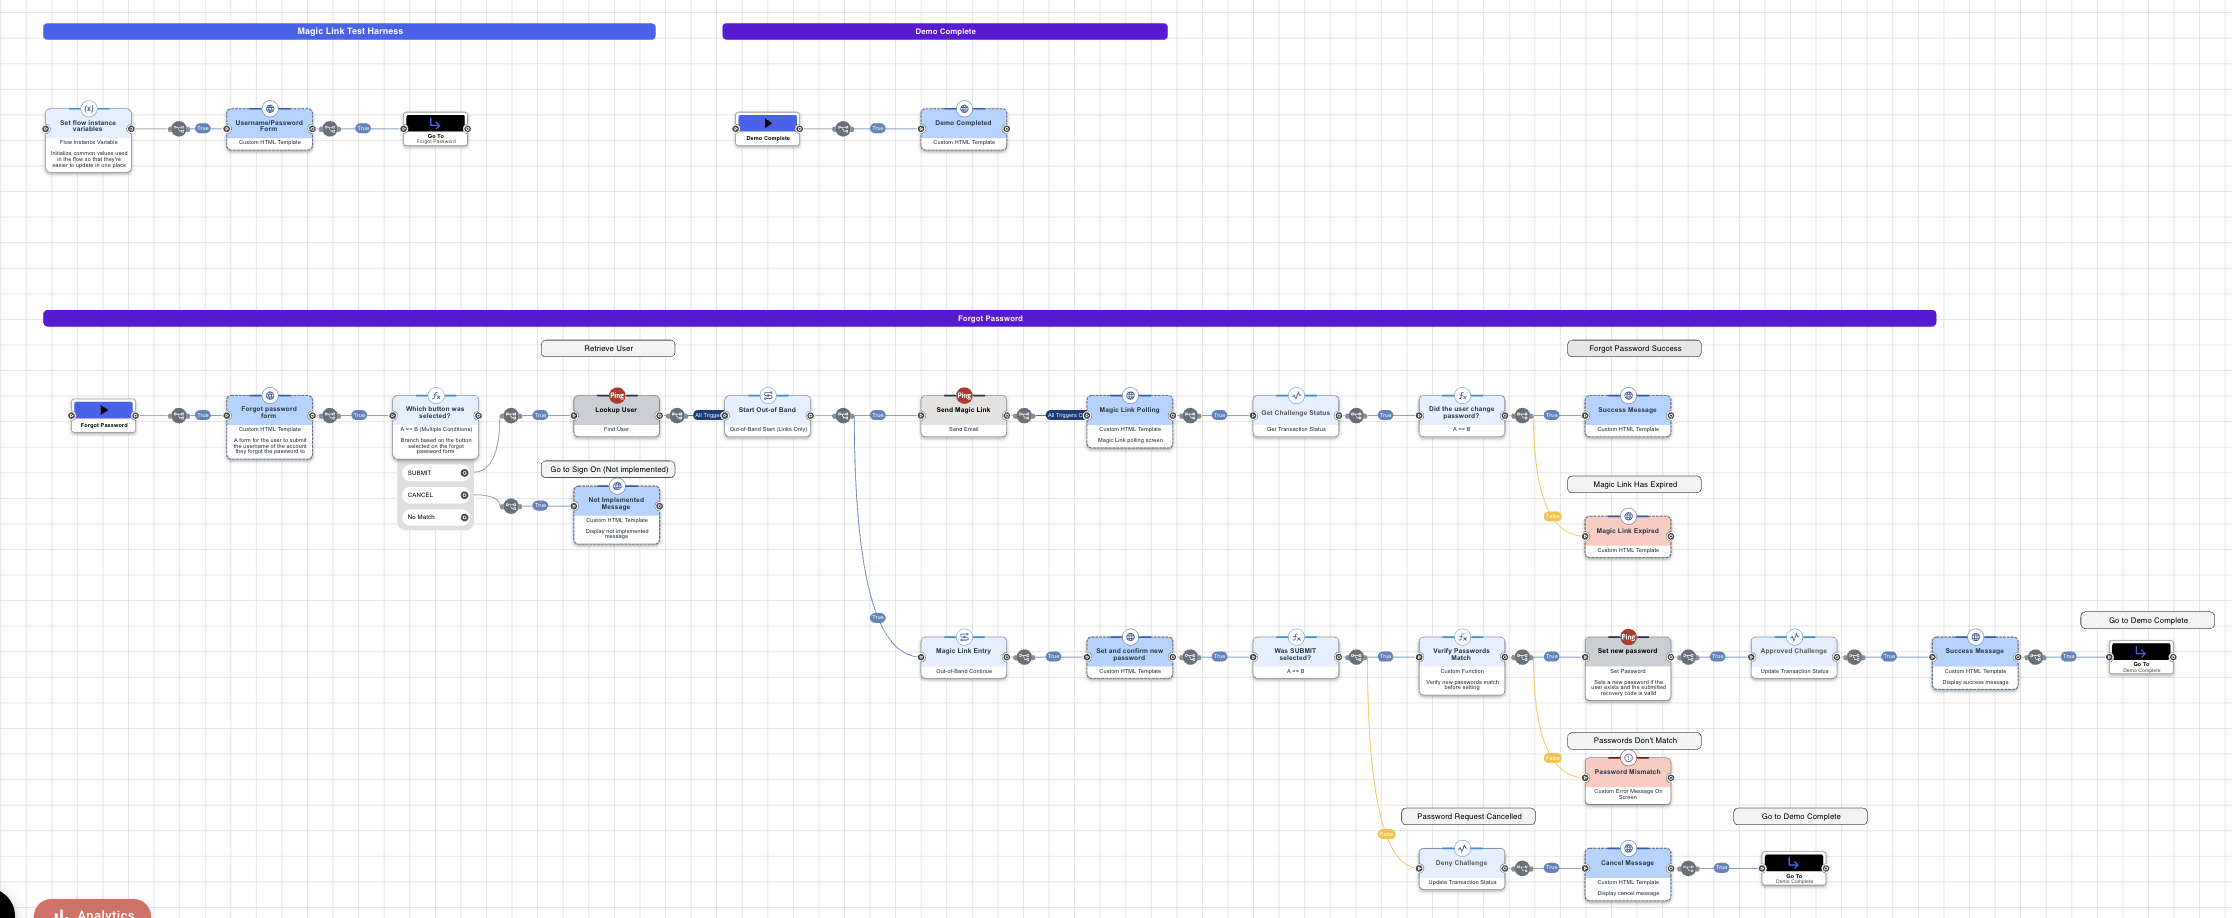 Magic Link Test Harness
Demo Complete
(x)
Set flow instance
variables
Flow Instance Variable
Initialize common values used
in the flow so that they're
easier to update in one place
True
Username/Password
Form
Custom HTML Template
True
Go To
Forgot Password
Demo Complete
True
Demo Completed
Custom HTML Template
Forgot Password
Retrieve User
Forgot Password Success
Forgot Password
True
Forgot password
form
Custom HTML Template
A form for the user to submit
the username of the account
they forgot the password to
True
Which button was
selected?
A == B (Multiple Conditions)
Branch based on the button
selected on the forgot
password form
SUBMIT
CANCEL
No Match
True
Ping
Lookup User
Find User
All Trigge
Start Out-of Band
Out-of-Band Start (Links Only)
True
Ping
Send Magic Link
Send Email
All Triggers C
Magic Link Polling
Custom HTML Template
Magic Link polling screen
True
Get Challenge Status
Get Transaction Status
True
Did the user change
password?
A == B
True
Success Message
Custom HTML Template
Go to Sign On (Not implemented)
True
Not Implemented
Message
Custom HTML Template
Display not implemented
message
Magic Link Has Expired
False
Magic Link Expired
Custom HTML Template
True
Go to Demo Complete
Magic Link Entry
Out-of-Band Continue
True
Set and confirm new
password
Custom HTML Template
True
Was SUBMIT
selected?
A == B
True
Verify Passwords
Match
Custom Function
Verify new passwords match
before setting
True
Ping
Set new password
Set Password
Sets a new password if the
user exists and the submitted
recovery code is valid
True
Approved Challenge
Update Transaction Status
True
Success Message
Custom HTML Template
Display success message
True
Go To
Demo Complete
Passwords Don't Match
False
Password Mismatch
Custom Error Message On
Screen
Password Request Cancelled
Go to Demo Complete
False
Deny Challenge
Update Transaction Status
True
Cancel Message
Custom HTML Template
Display cancel message
True
Go To
Demo Complete
Analytics